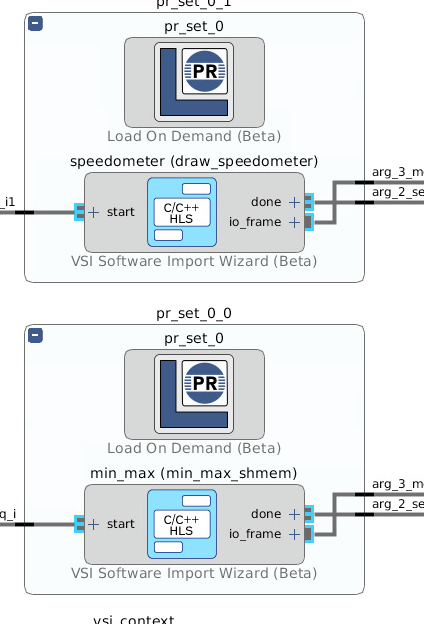 pr_set_0_1
pr_set_0
PR
Load On Demand (Beta)
speedometer (draw_speedometer)
arg_3_m
_i1
start
C/C++
HLS
done
arg_2_se
io_frame
VSI Software Import Wizard (Beta)
pr_set_0_0
pr_set_0
PR
Load On Demand (Beta)
min_max (min_max_shmem)
arg_3_m
q_i
start
C/C++
HLS
done
arg_2_se
io_frame
VSI Software Import Wizard (Beta)
vsi_context